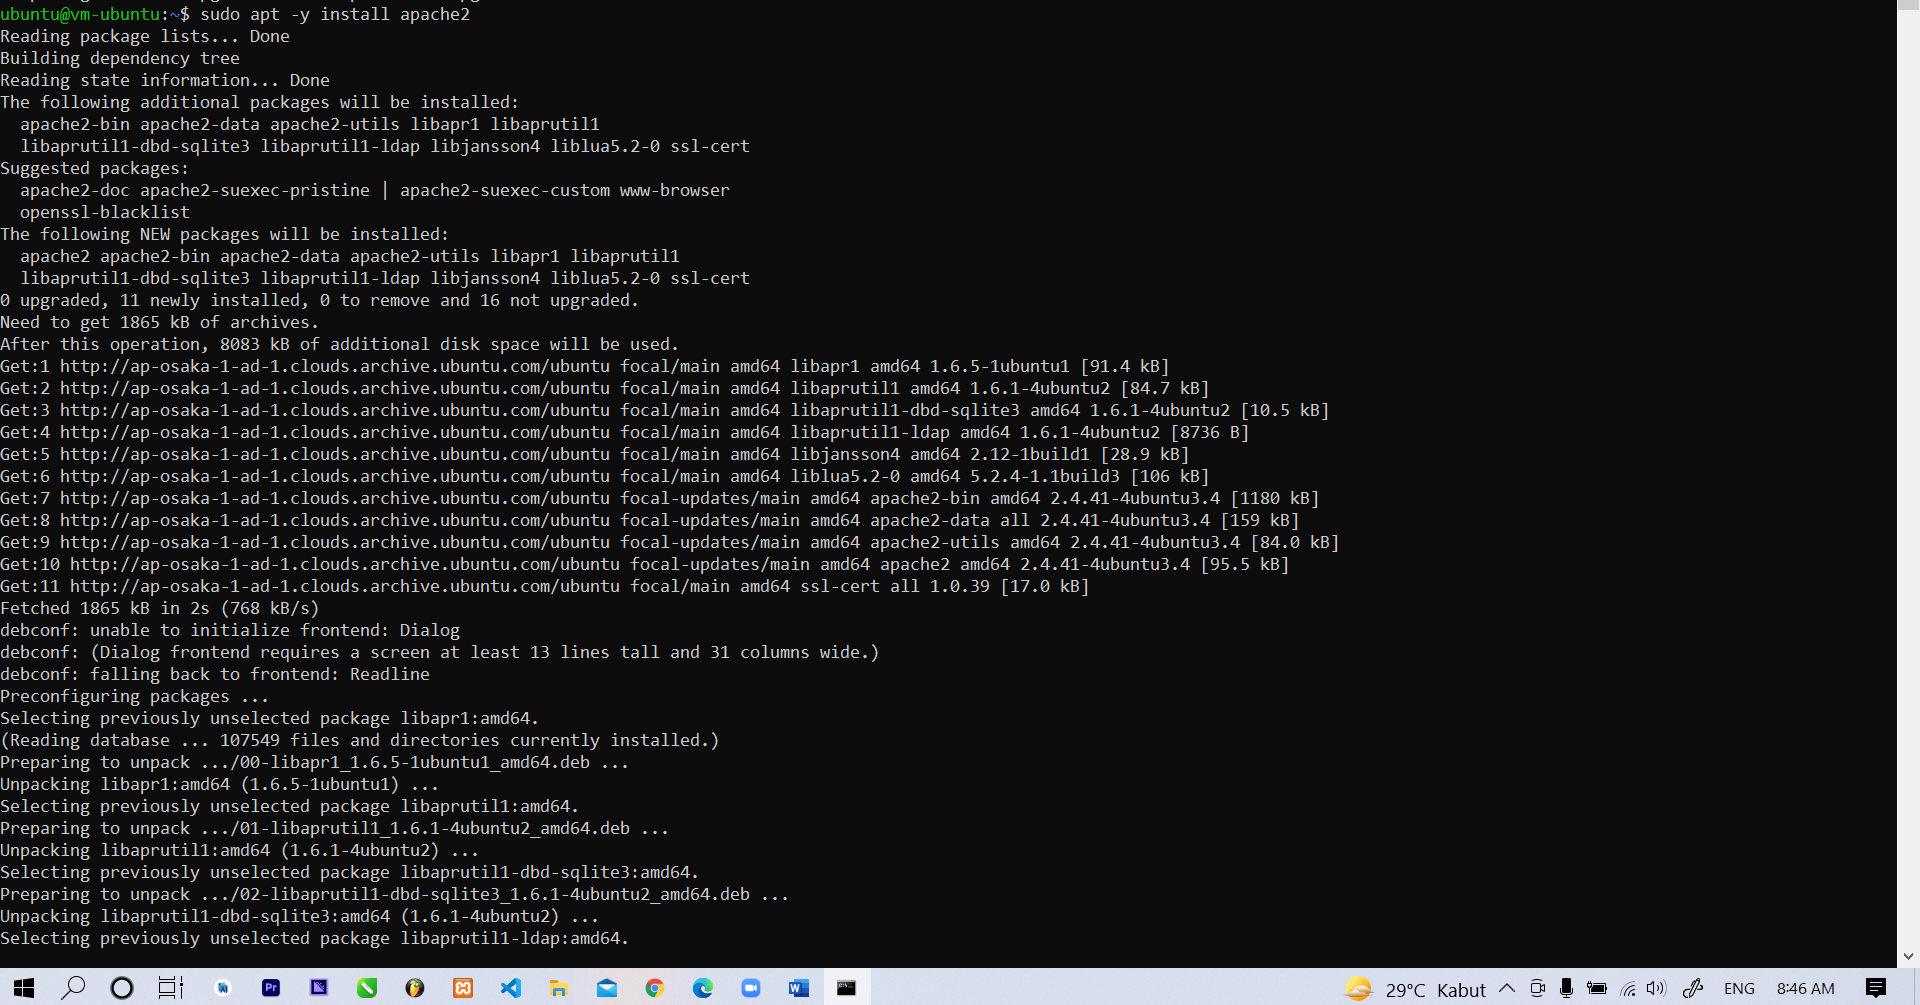 ubuntu@vm-ubuntu:~$ sudo apt -y install apache2
Reading package lists... Done
Building dependency tree
Reading state information... Done
The following additional packages will be installed:
  apache2-bin apache2-data apache2-utils libapr1 libaprutil1
  libaprutil1-dbd-sqlite3 libaprutil1-ldap libjansson4 liblua5.2-0 ssl-cert
Suggested packages:
  apache2-doc apache2-suexec-pristine | apache2-suexec-custom www-browser
  openssl-blacklist
The following NEW packages will be installed:
  apache2 apache2-bin apache2-data apache2-utils libapr1 libaprutil1
  libaprutil1-dbd-sqlite3 libaprutil1-ldap libjansson4 liblua5.2-0 ssl-cert
0 upgraded, 11 newly installed, 0 to remove and 16 not upgraded.
Need to get 1865 kB of archives.
After this operation, 8083 kB of additional disk space will be used.
Get:1 http://ap-osaka-1-ad-1.clouds.archive.ubuntu.com/ubuntu focal/main amd64 libapr1 amd64 1.6.5-1ubuntu1 [91.4 kB]
Get:2 http://ap-osaka-1-ad-1.clouds.archive.ubuntu.com/ubuntu focal/main amd64 libaprutil1 amd64 1.6.1-4ubuntu2 [84.7 kB]
Get:3 http://ap-osaka-1-ad-1.clouds.archive.ubuntu.com/ubuntu focal/main amd64 libaprutil1-dbd-sqlite3 amd64 1.6.1-4ubuntu2 [10.5 kB]
Get:4 http://ap-osaka-1-ad-1.clouds.archive.ubuntu.com/ubuntu focal/main amd64 libaprutil1-ldap amd64 1.6.1-4ubuntu2 [8736 B]
Get:5 http://ap-osaka-1-ad-1.clouds.archive.ubuntu.com/ubuntu focal/main amd64 libjansson4 amd64 2.12-1build1 [28.9 kB]
Get:6 http://ap-osaka-1-ad-1.clouds.archive.ubuntu.com/ubuntu focal/main amd64 liblua5.2-0 amd64 5.2.4-1.1build3 [106 kB]
Get:7 http://ap-osaka-1-ad-1.clouds.archive.ubuntu.com/ubuntu focal-updates/main amd64 apache2-bin amd64 2.4.41-4ubuntu3.4 [1180 kB]
Get:8 http://ap-osaka-1-ad-1.clouds.archive.ubuntu.com/ubuntu focal-updates/main amd64 apache2-data all 2.4.41-4ubuntu3.4 [159 kB]
Get:9 http://ap-osaka-1-ad-1.clouds.archive.ubuntu.com/ubuntu focal-updates/main amd64 apache2-utils amd64 2.4.41-4ubuntu3.4 [84.0 kB]
Get:10 http://ap-osaka-1-ad-1.clouds.archive.ubuntu.com/ubuntu focal-updates/main amd64 apache2 amd64 2.4.41-4ubuntu3.4 [95.5 kB]
Get:11 http://ap-osaka-1-ad-1.clouds.archive.ubuntu.com/ubuntu focal/main amd64 ssl-cert all 1.0.39 [17.0 kB]
Fetched 1865 kB in 2s (768 kB/s)
debconf: unable to initialize frontend: Dialog
debconf: (Dialog frontend requires a screen at least 13 lines tall and 31 columns wide.)
debconf: falling back to frontend: Readline
Preconfiguring packages ...
Selecting previously unselected package libapr1:amd64.
(Reading database ... 107549 files and directories currently installed.)
Preparing to unpack .../00-libapr1_1.6.5-1ubuntu1_amd64.deb ...
Unpacking libapr1:amd64 (1.6.5-1ubuntu1) ...
Selecting previously unselected package libaprutil1:amd64.
Preparing to unpack .../01-libaprutil1_1.6.1-4ubuntu2_amd64.deb ...
Unpacking libaprutil1:amd64 (1.6.1-4ubuntu2) ...
Selecting previously unselected package libaprutil1-dbd-sqlite3:amd64.
Preparing to unpack .../02-libaprutil1-dbd-sqlite3_1.6.1-4ubuntu2_amd64.deb ...
Unpacking libaprutil1-dbd-sqlite3:amd64 (1.6.1-4ubuntu2) ...
Selecting previously unselected package libaprutil1-ldap:amd64.
Pr 29°C Kabut ENG 8:46 AM